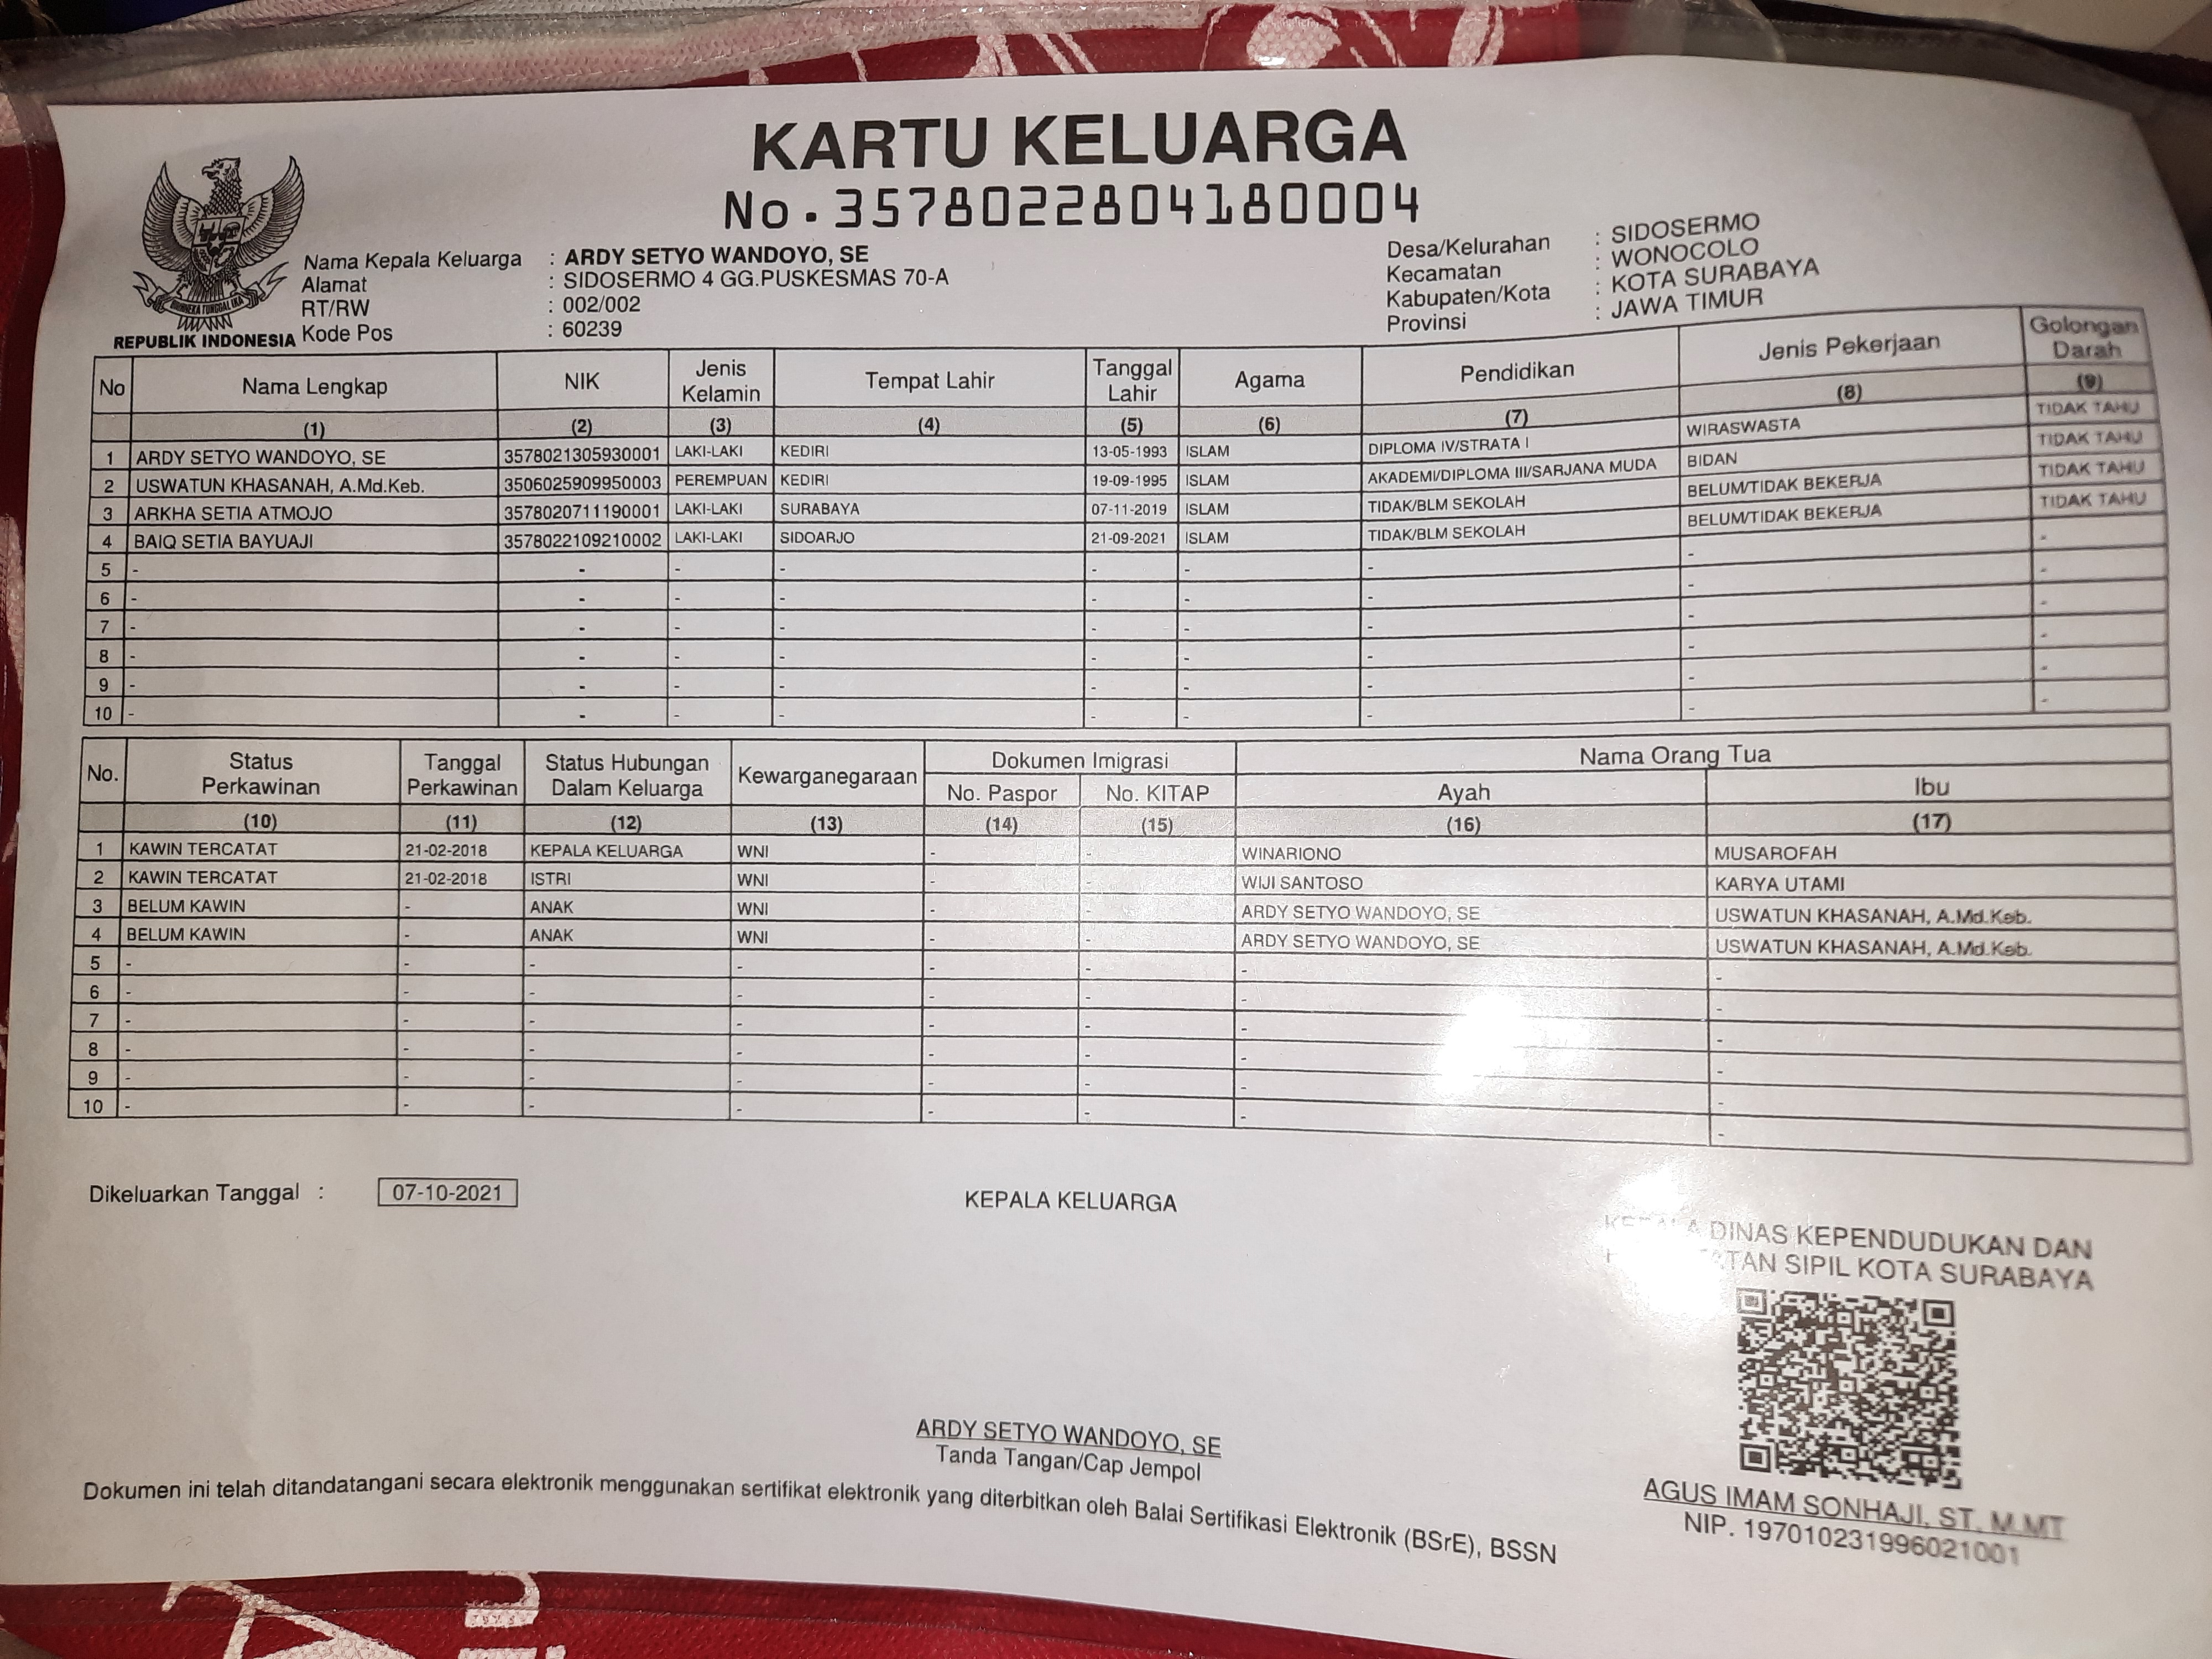 KARTU KELUARGA
No. 3578022804180004
REPUBLIK INDONESIA
Nama Kepala Keluarga : ARDY SETYO WANDOYO, SE
Alamat : SIDOSERMO 4 GG.PUSKESMAS 70-A
RT/RW : 002/002
Kode Pos : 60239
Desa/Kelurahan : SIDOSERMO
Kecamatan : WONOCOLO
Kabupaten/Kota : KOTA SURABAYA
Provinsi : JAWA TIMUR
No Nama Lengkap NIK Jenis Kelamin Tempat Lahir Tanggal Lahir Agama Pendidikan Jenis Pekerjaan Golongan Darah
(1) (2) (3) (4) (5) (6) (7) (8) (9)
1 ARDY SETYO WANDOYO, SE 3578021305930001 LAKI-LAKI KEDIRI 13-05-1993 ISLAM DIPLOMA IV/STRATA I WIRASWASTA TIDAK TAHU
2 USWATUN KHASANAH, A.Md.Keb. 3506025909950003 PEREMPUAN KEDIRI 19-09-1995 ISLAM AKADEMI/DIPLOMA III/SARJANA MUDA BIDAN TIDAK TAHU
3 ARKHA SETIA ATMOJO 3578020711190001 LAKI-LAKI SURABAYA 07-11-2019 ISLAM TIDAK/BLM SEKOLAH BELUM/TIDAK BEKERJA TIDAK TAHU
4 BAIQ SETIA BAYUAJI 3578022109210002 LAKI-LAKI SIDOARJO 21-09-2021 ISLAM TIDAK/BLM SEKOLAH BELUM/TIDAK BEKERJA TIDAK TAHU
5 - - - - - - - - -
6 - - - - - - - - -
7 - - - - - - - - -
8 - - - - - - - - -
9 - - - - - - - - -
10 - - - - - - - - -
No. Status Perkawinan Tanggal Perkawinan Status Hubungan Dalam Keluarga Kewarganegaraan Dokumen Imigrasi Nama Orang Tua
No. Paspor No. KITAP Ayah Ibu
(10) (11) (12) (13) (14) (15) (16) (17)
1 KAWIN TERCATAT 21-02-2018 KEPALA KELUARGA WNI - - WINARIONO MUSAROFAH
2 KAWIN TERCATAT 21-02-2018 ISTRI WNI - - WIJI SANTOSO KARYA UTAMI
3 BELUM KAWIN - ANAK WNI - - ARDY SETYO WANDOYO, SE USWATUN KHASANAH, A.Md.Keb.
4 BELUM KAWIN - ANAK WNI - - ARDY SETYO WANDOYO, SE USWATUN KHASANAH, A.Md.Keb.
5 - - - - - - - -
6 - - - - - - - -
7 - - - - - - - -
8 - - - - - - - -
9 - - - - - - - -
10 - - - - - - - -
Dikeluarkan Tanggal : 07-10-2021
KEPALA KELUARGA
DINAS KEPENDUDUKAN DAN
SIPIL KOTA SURABAYA
ARDY SETYO WANDOYO, SE
Tanda Tangan/Cap Jempol
AGUS IMAM SONHAJI, ST, M.MT
NIP. 197010231996021001
Dokumen ini telah ditandatangani secara elektronik menggunakan sertifikat elektronik yang diterbitkan oleh Balai Sertifikasi Elektronik (BSrE), BSSN